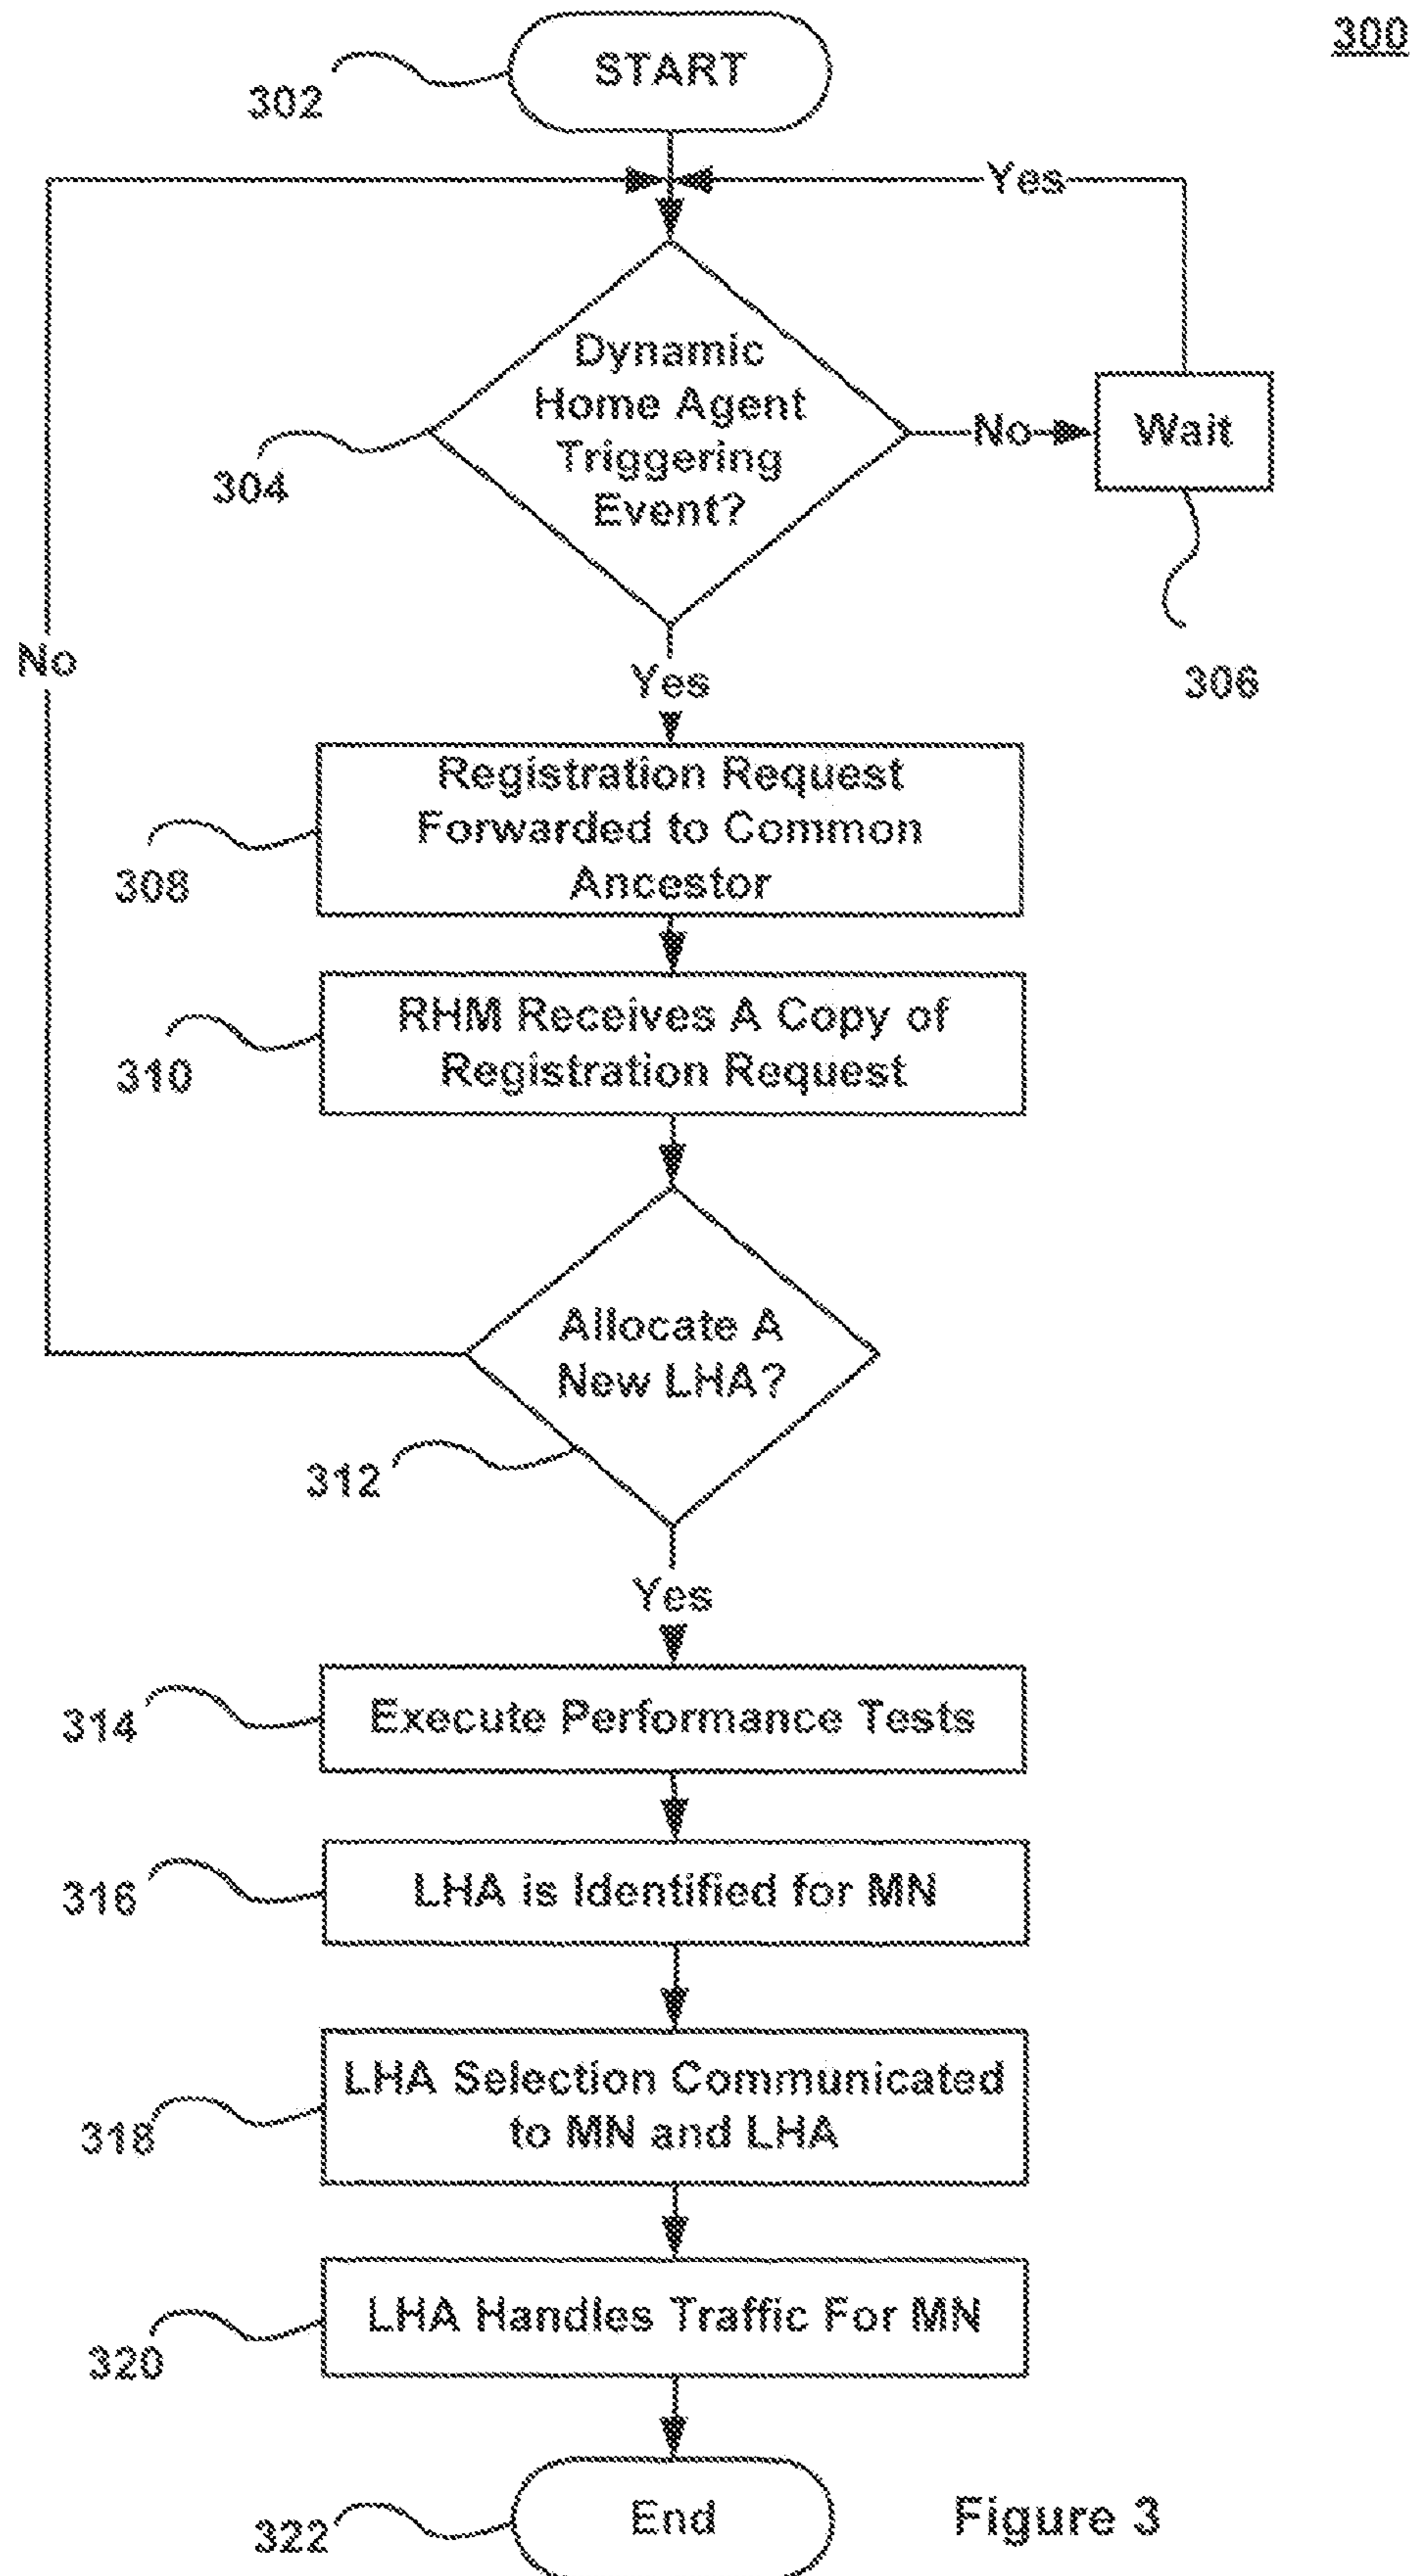 300
START
302
Yes
Dynamic
Home Agent
Triggering
Event?
No
Wait
304
306
No
Yes
Registration Request
Forwarded to Common
Ancestor
308
RHM Receives A Copy of
Registration Request
310
Allocate A
New LHA?
312
Yes
Execute Performance Tests
314
LHA is Identified for MN
316
LHA Selection Communicated
to MN and LHA
318
LHA Handles Traffic For MN
320
End
322
Figure 3